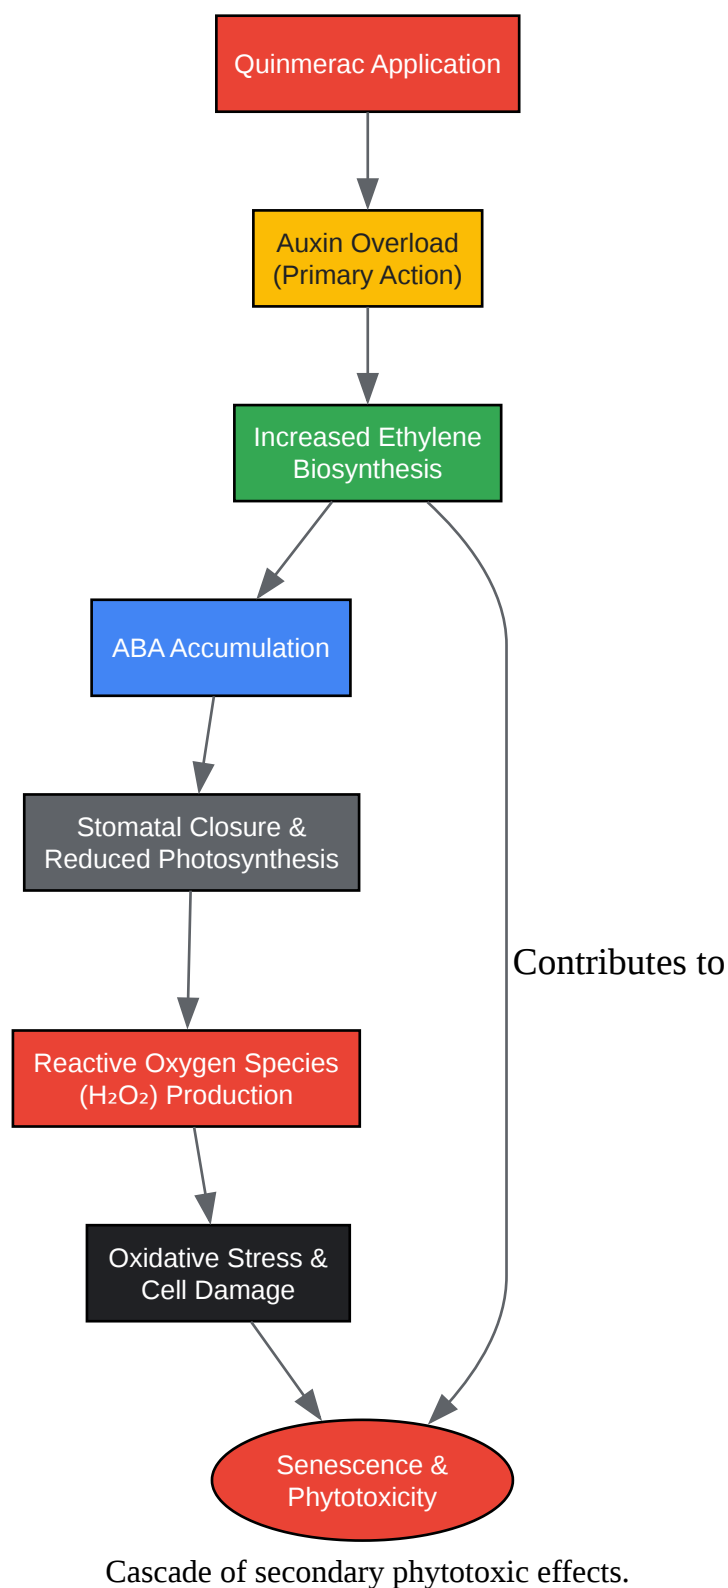 Quinmerac Application
Auxin Overload
(Primary Action)
Increased Ethylene
Biosynthesis
ABA Accumulation
Stomatal Closure &
Reduced Photosynthesis
Contributes to
Reactive Oxygen Species
(H₂O₂) Production
Oxidative Stress &
Cell Damage
Senescence &
Phytotoxicity
Cascade of secondary phytotoxic effects.